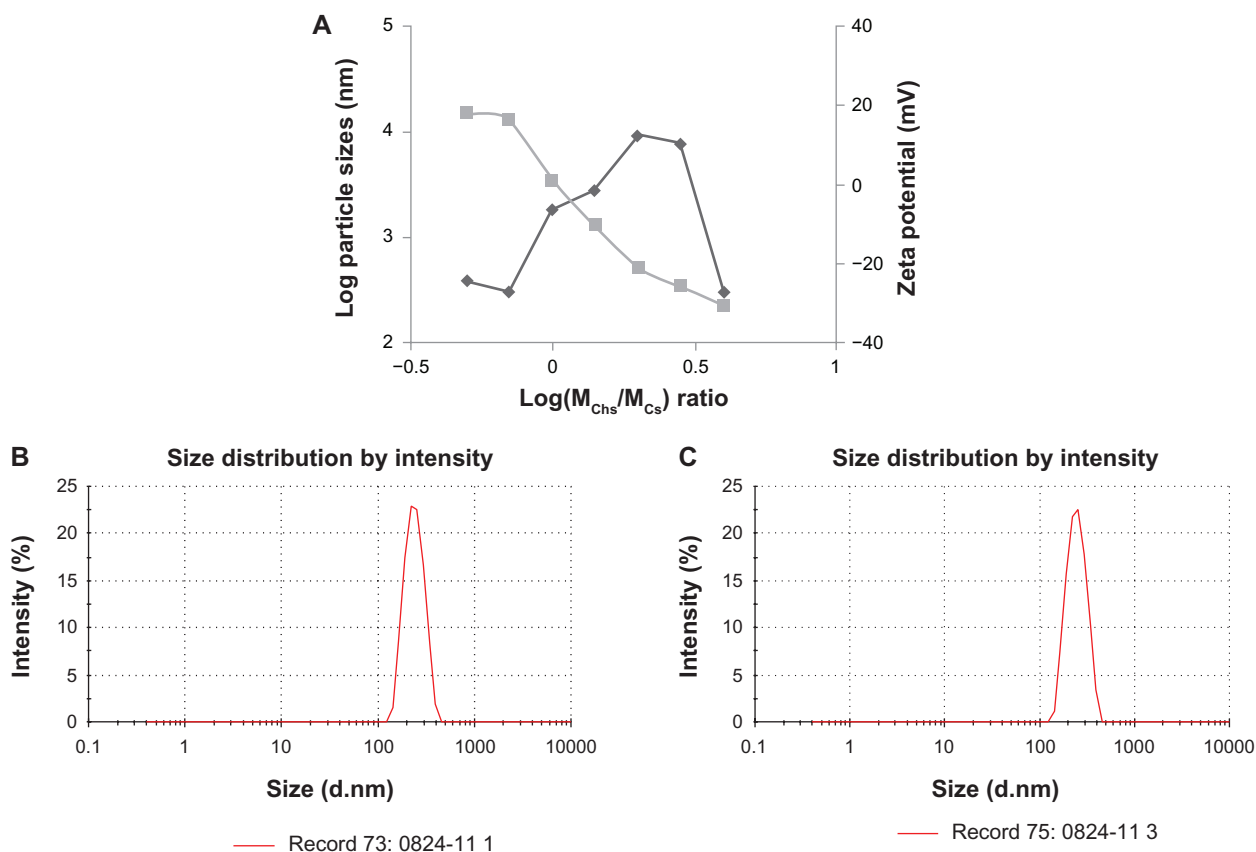 A
Log particle sizes (nm)
5
4
3
2
Zeta potential (mV)
40
20
0
−20
−40
−0.5 0 0.5 1
Log(M_Chs/M_Cs) ratio
B
Size distribution by intensity
Intensity (%)
25
20
15
10
5
0
0.1 1 10 100 1000 10000
Size (d.nm)
Record 73: 0824-11 1
C
Size distribution by intensity
Intensity (%)
25
20
15
10
5
0
0.1 1 10 100 1000 10000
Size (d.nm)
Record 75: 0824-11 3